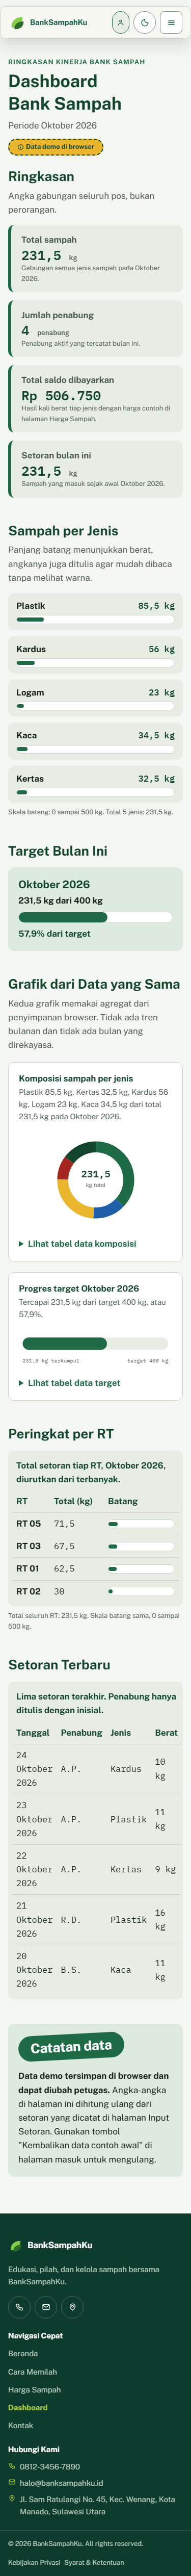 BankSampahKu
RINGKASAN KINERJA BANK SAMPAH
Dashboard
Bank Sampah
Periode Oktober 2026
Data demo di browser
Ringkasan
Angka gabungan seluruh pos, bukan
perorangan.
Total sampah
231,5 kg
Gabungan semua jenis sampah pada Oktober
2026.
Jumlah penabung
4 penabung
Penabung aktif yang tercatat bulan ini.
Total saldo dibayarkan
Rp 506.750
Hasil kali berat tiap jenis dengan harga contoh di
halaman Harga Sampah.
Setoran bulan ini
231,5 kg
Sampah yang masuk sejak awal Oktober 2026.
Sampah per Jenis
Panjang batang menunjukkan berat,
angkanya tetap ditulis agar mudah dibaca
tanpa melihat warna.
Plastik 85,5 kg
Kardus 56 kg
Logam 23 kg
Kaca 34,5 kg
Kertas 32,5 kg
Skala batang: 0 sampai 500 kg. Total 5 jenis: 231,5 kg.
Target Bulan Ini
Oktober 2026
231,5 kg dari 400 kg
57,9% dari target
Grafik dari Data yang Sama
Kedua grafik memakai agregat dari
penyimpanan browser. Tidak ada tren
bulanan dan tidak ada bulan yang
direkayasa.
Komposisi sampah per jenis
Plastik 85,5 kg, Kertas 32,5 kg, Kardus 56
kg, Logam 23 kg, Kaca 34,5 kg dari total
231,5 kg pada Oktober 2026.
231,5
kg total
Lihat tabel data komposisi
Progres target Oktober 2026
Tercapai 231,5 kg dari target 400 kg, atau
57,9%.
231,5 kg terkumpul target 400 kg
Lihat tabel data target
Peringkat per RT
Total setoran tiap RT, Oktober 2026,
diurutkan dari terbanyak.
RT Total (kg) Batang
RT 05 71,5
RT 03 67,5
RT 01 62,5
RT 02 30
Total seluruh RT: 231,5 kg. Skala batang sama, 0 sampai
500 kg.
Setoran Terbaru
Lima setoran terakhir. Penabung hanya
ditulis dengan inisial.
Tanggal Penabung Jenis Berat
24
Oktober A.P. Kardus 10
2026 kg
23
Oktober A.P. Plastik 11
2026 kg
22
Oktober A.P. Kertas 9 kg
2026
21
Oktober R.D. Plastik 16
2026 kg
20
Oktober B.S. Kaca 11
2026 kg
Catatan data
Data demo tersimpan di browser dan
dapat diubah petugas. Angka-angka
di halaman ini dihitung ulang dari
setoran yang dicatat di halaman Input
Setoran. Gunakan tombol
"Kembalikan data contoh awal" di
halaman masuk untuk mengulang.
BankSampahKu
Edukasi, pilah, dan kelola sampah bersama
BankSampahKu.
Navigasi Cepat
Beranda
Cara Memilah
Harga Sampah
Dashboard
Kontak
Hubungi Kami
0812-3456-7890
halo@banksampahku.id
Jl. Sam Ratulangi No. 45, Kec. Wenang, Kota
Manado, Sulawesi Utara
© 2026 BankSampahKu. All rights reserved.
Kebijakan Privasi Syarat & Ketentuan